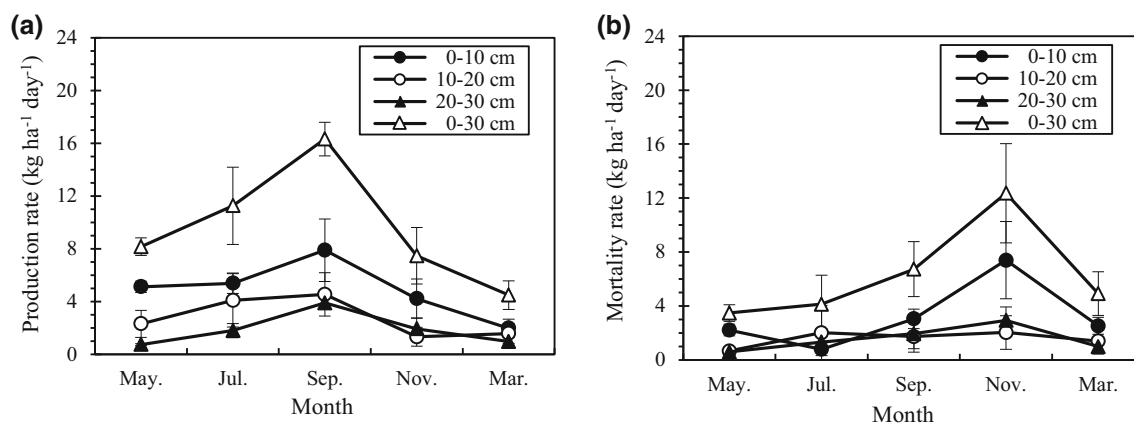 (a)
24
20
16
12
8
4
0
Production rate (kg ha-1 day-1)
0-10 cm
10-20 cm
20-30 cm
0-30 cm
May. Jul. Sep. Nov. Mar.
Month
(b)
24
20
16
12
8
4
0
Mortality rate (kg ha-1 day-1)
0-10 cm
10-20 cm
20-30 cm
0-30 cm
May. Jul. Sep. Nov. Mar.
Month